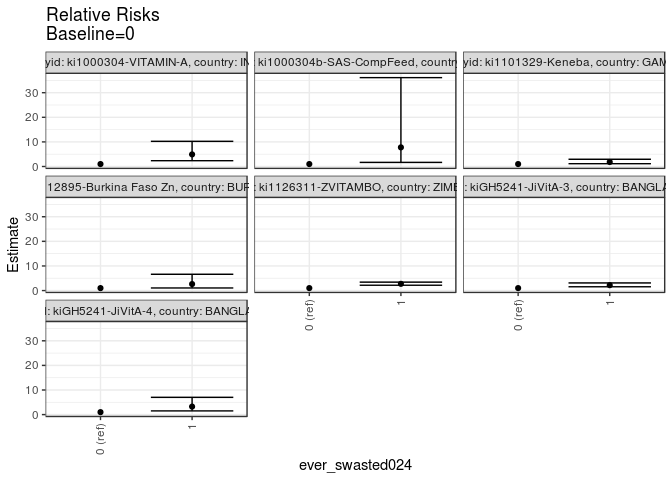 Relative Risks
Baseline=0
yid: ki1000304-VITAMIN-A, country: IN
ki1000304b-SAS-CompFeed, country
yid: ki1101329-Keneba, country: GAM
30
20
10
0
12895-Burkina Faso Zn, country: BUR
: ki1126311-ZVITAMBO, country: ZIME
: kiGH5241-JiVitA-3, country: BANGLA
30
20
10
0
0 (ref)
1
0 (ref)
1
l: kiGH5241-JiVitA-4, country: BANGLA
30
20
10
0
0 (ref)
1
Estimate
ever_swasted024